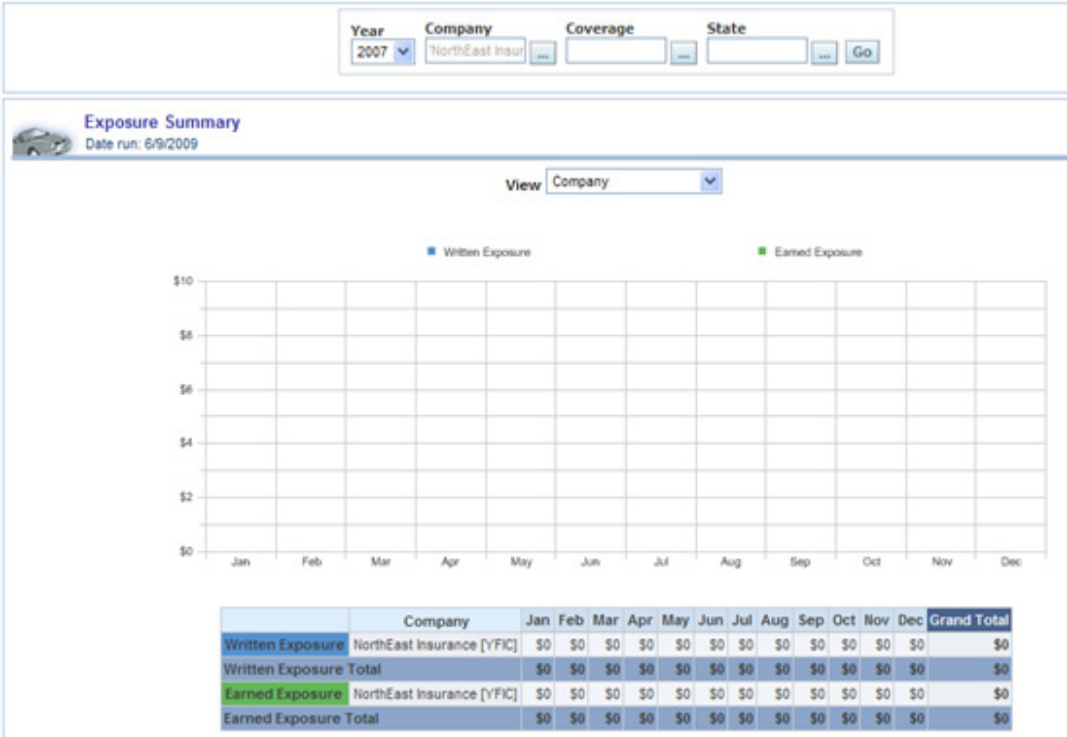 Year Company Coverage State
2007 'NorthEast Insur ... ... ... Go
Exposure Summary
Date run: 6/9/2009
View Company
Written Exposure Earned Exposure
$10
$8
$6
$4
$2
$0
Jan Feb Mar Apr May Jun Jul Aug Sep Oct Nov Dec
Company Jan Feb Mar Apr May Jun Jul Aug Sep Oct Nov Dec Grand Total
Written Exposure NorthEast Insurance [YFIC] $0 $0 $0 $0 $0 $0 $0 $0 $0 $0 $0 $0 $0
Written Exposure Total $0 $0 $0 $0 $0 $0 $0 $0 $0 $0 $0 $0 $0
Earned Exposure NorthEast Insurance [YFIC] $0 $0 $0 $0 $0 $0 $0 $0 $0 $0 $0 $0 $0
Earned Exposure Total $0 $0 $0 $0 $0 $0 $0 $0 $0 $0 $0 $0 $0